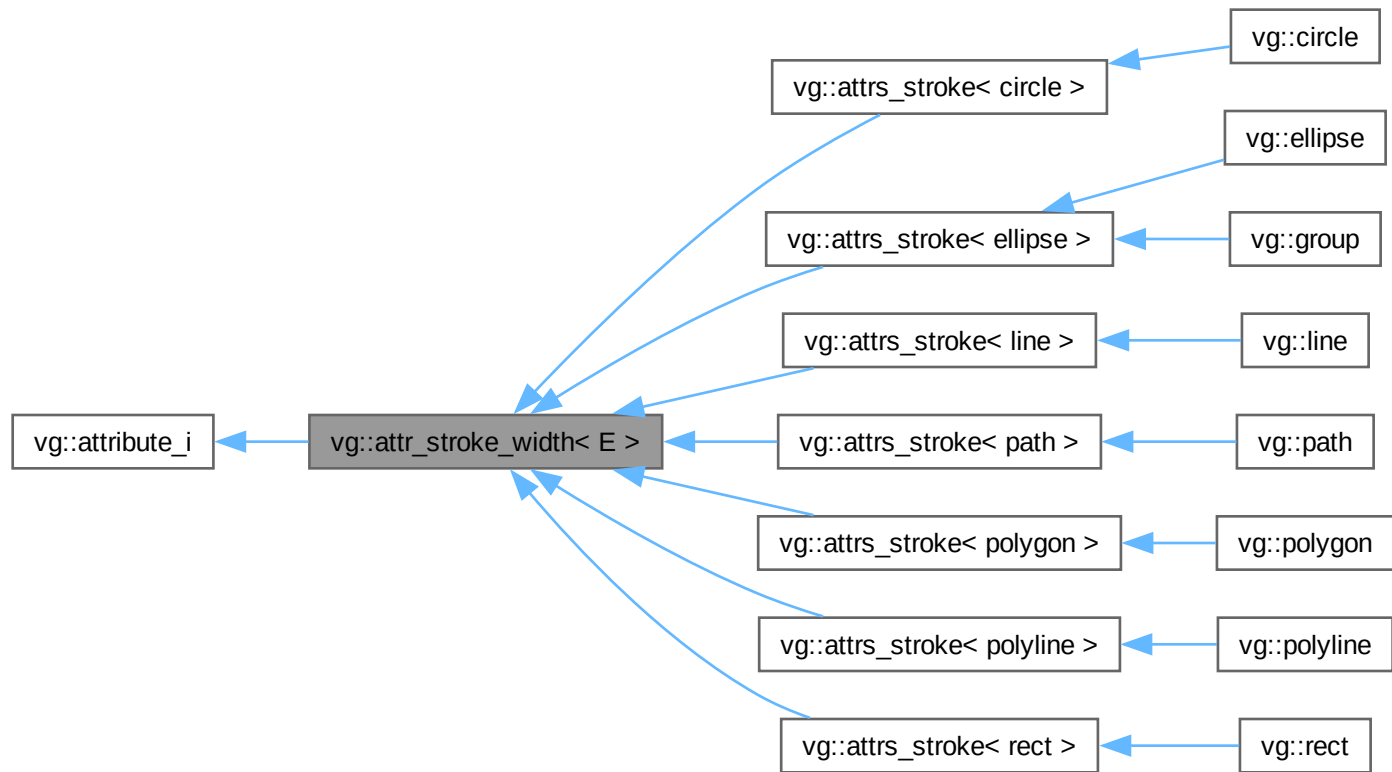 vg::circle
vg::attrs_stroke< circle >
vg::ellipse
vg::attrs_stroke< ellipse >
vg::group
vg::attrs_stroke< line >
vg::line
vg::attribute_i
vg::attr_stroke_width< E >
vg::attrs_stroke< path >
vg::path
vg::attrs_stroke< polygon >
vg::polygon
vg::attrs_stroke< polyline >
vg::polyline
vg::attrs_stroke< rect >
vg::rect